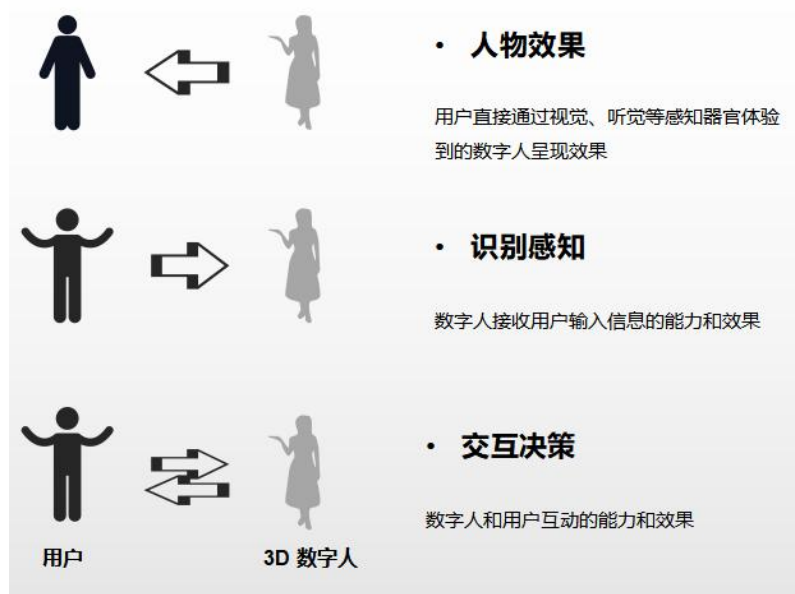 • 人物效果
用户直接通过视觉、听觉等感知器官体验
到的数字人呈现效果
• 识别感知
数字人接收用户输入信息的能力和效果
• 交互决策
数字人和用户互动的能力和效果
用户
3D 数字人